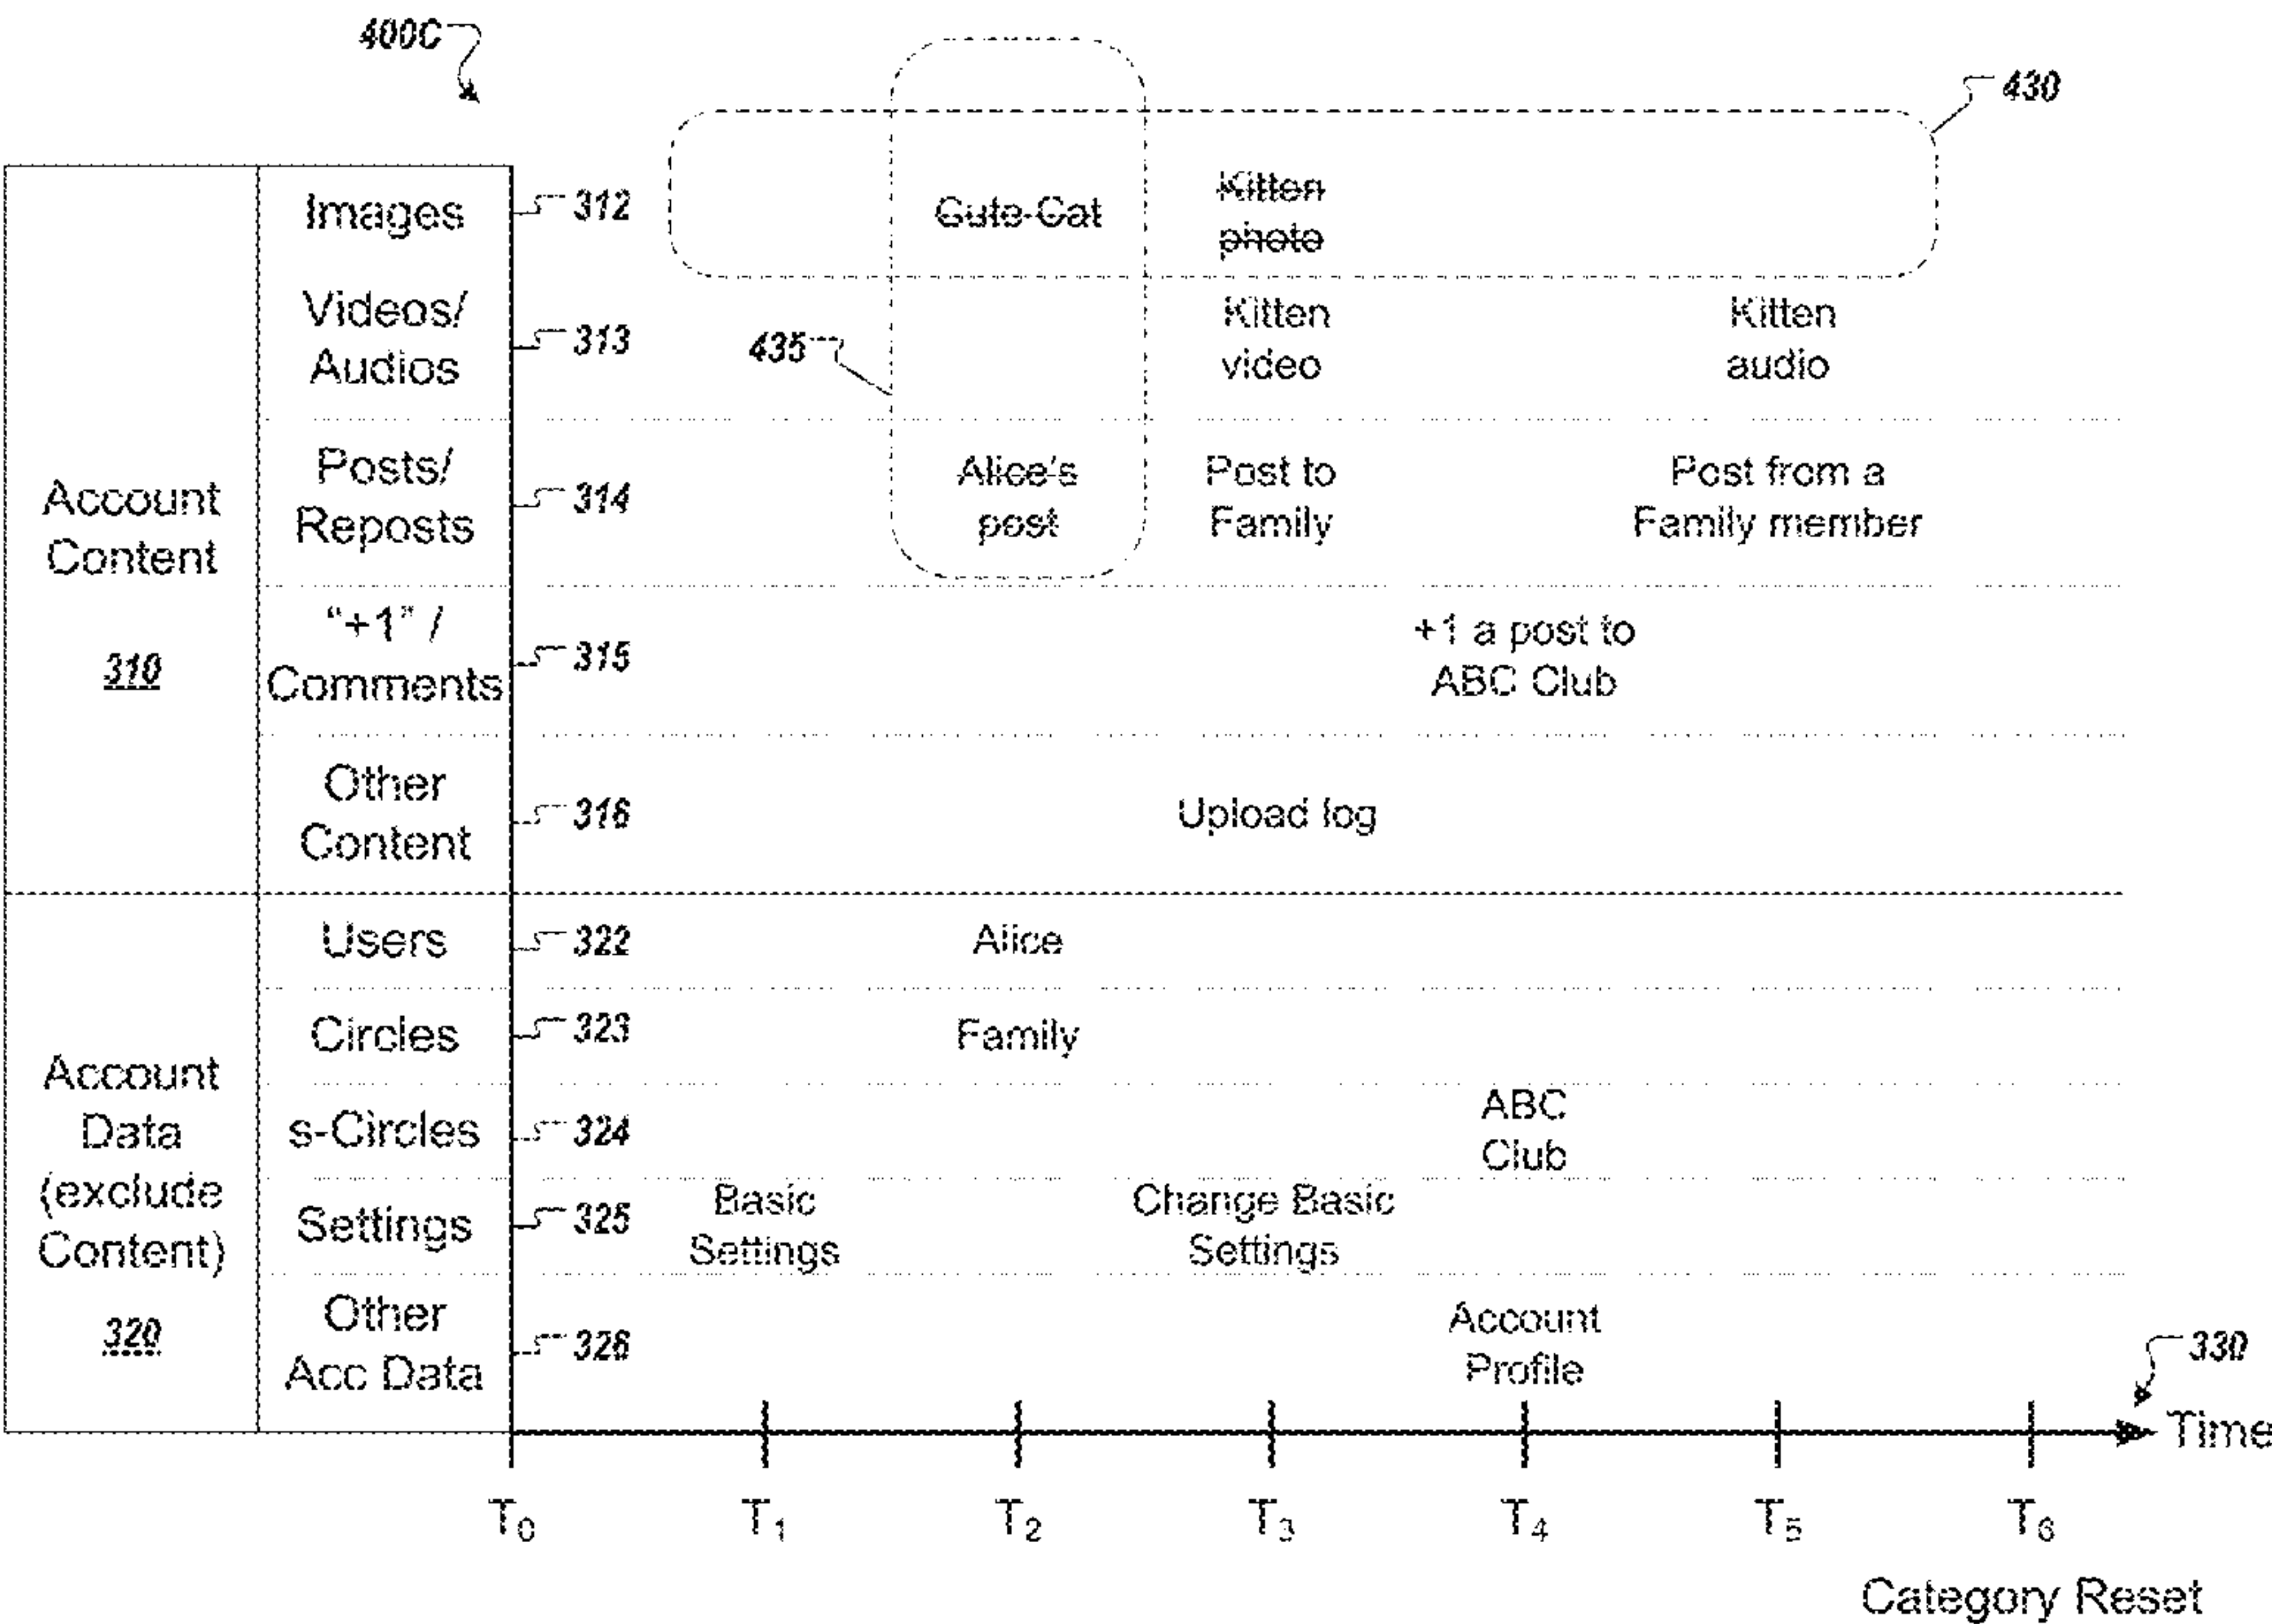 400C
430
Images
312
Cute Cat
Kitten
photo
Videos/
Audios
313
435
Kitten
video
Kitten
audio
Account
Content
310
Posts/
Reposts
314
Alice's
post
Post to
Family
Post from a
Family member
"+1" /
Comments
315
+1 a post to
ABC Club
Other
Content
316
Upload log
Account
Data
(exclude
Content)
320
Users
322
Alice
Circles
323
Family
s-Circles
324
ABC
Club
Settings
325
Basic
Settings
Change Basic
Settings
Other
Acc Data
326
Account
Profile
330
Time
T0
T1
T2
T3
T4
T5
T6
Category Reset